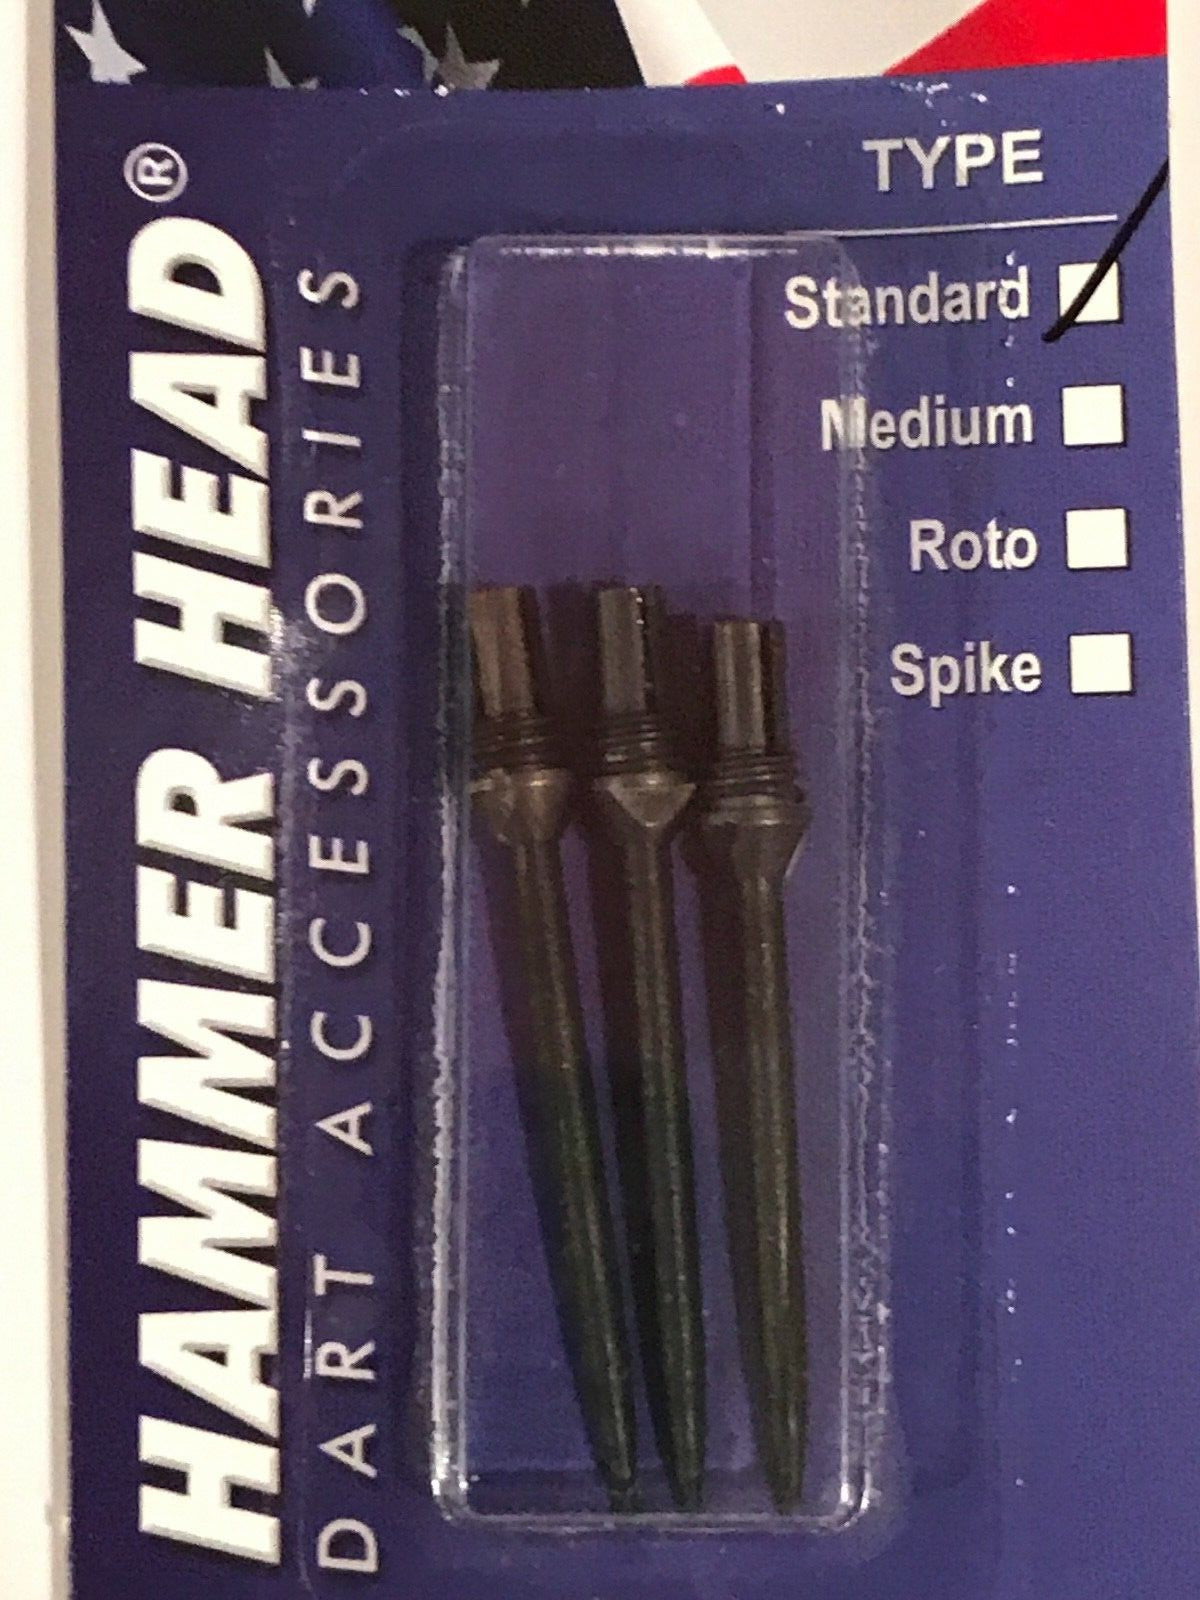 HAMMER HEAD®
DART ACCESSORIES
TYPE
Standard
Medium
Roto
Spike